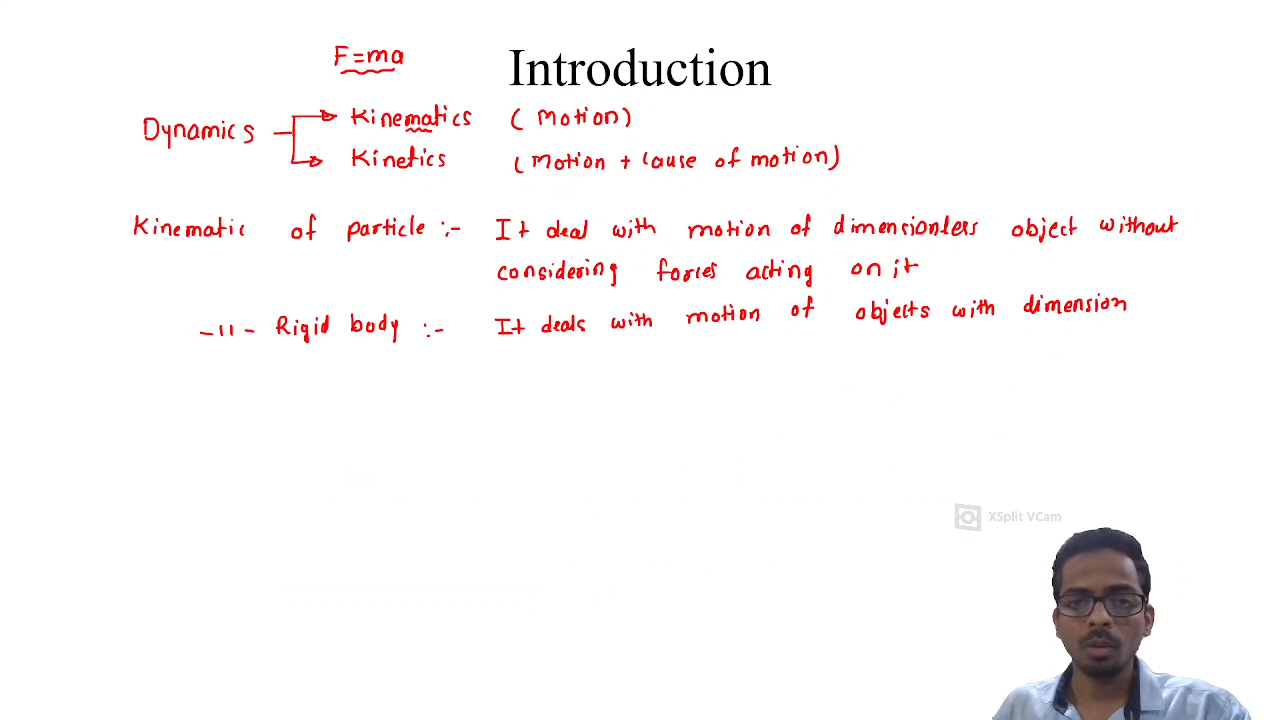 F=ma
Introduction
Dynamics
Kinematics (Motion)
Kinetics (Motion + cause of motion)
Kinematic of particle :- It deal with motion of dimensionless object without
considering forces acting on it
-11- Rigid body :- It deals with motion of objects with dimension
XSplit VCam